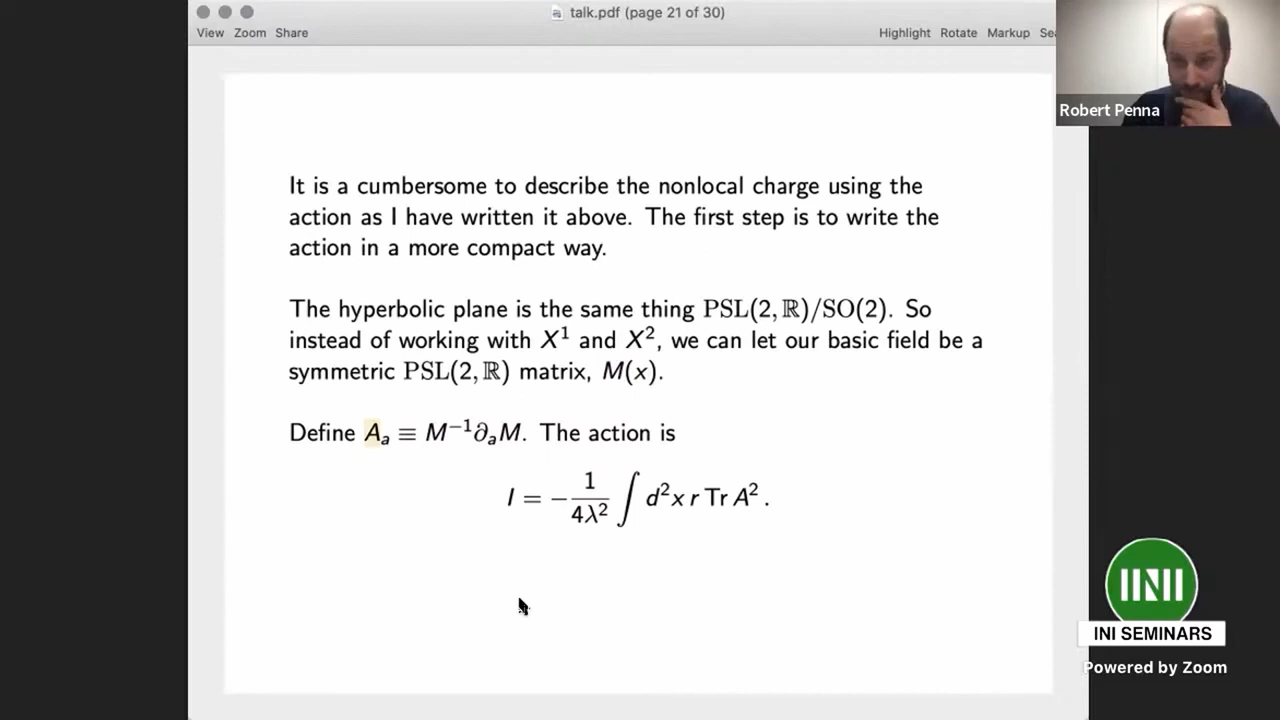 talk.pdf (page 21 of 30)
View Zoom Share
Highlight Rotate Markup
Robert Penna
It is a cumbersome to describe the nonlocal charge using the
action as I have written it above. The first step is to write the
action in a more compact way.
The hyperbolic plane is the same thing PSL(2, ℝ)/SO(2). So
instead of working with X¹ and X², we can let our basic field be a
symmetric PSL(2, ℝ) matrix, M(x).
Define Aₐ ≡ M⁻¹∂ₐM. The action is
I = −1/(4λ²) ∫ d²x r Tr A² .
INI SEMINARS
Powered by Zoom